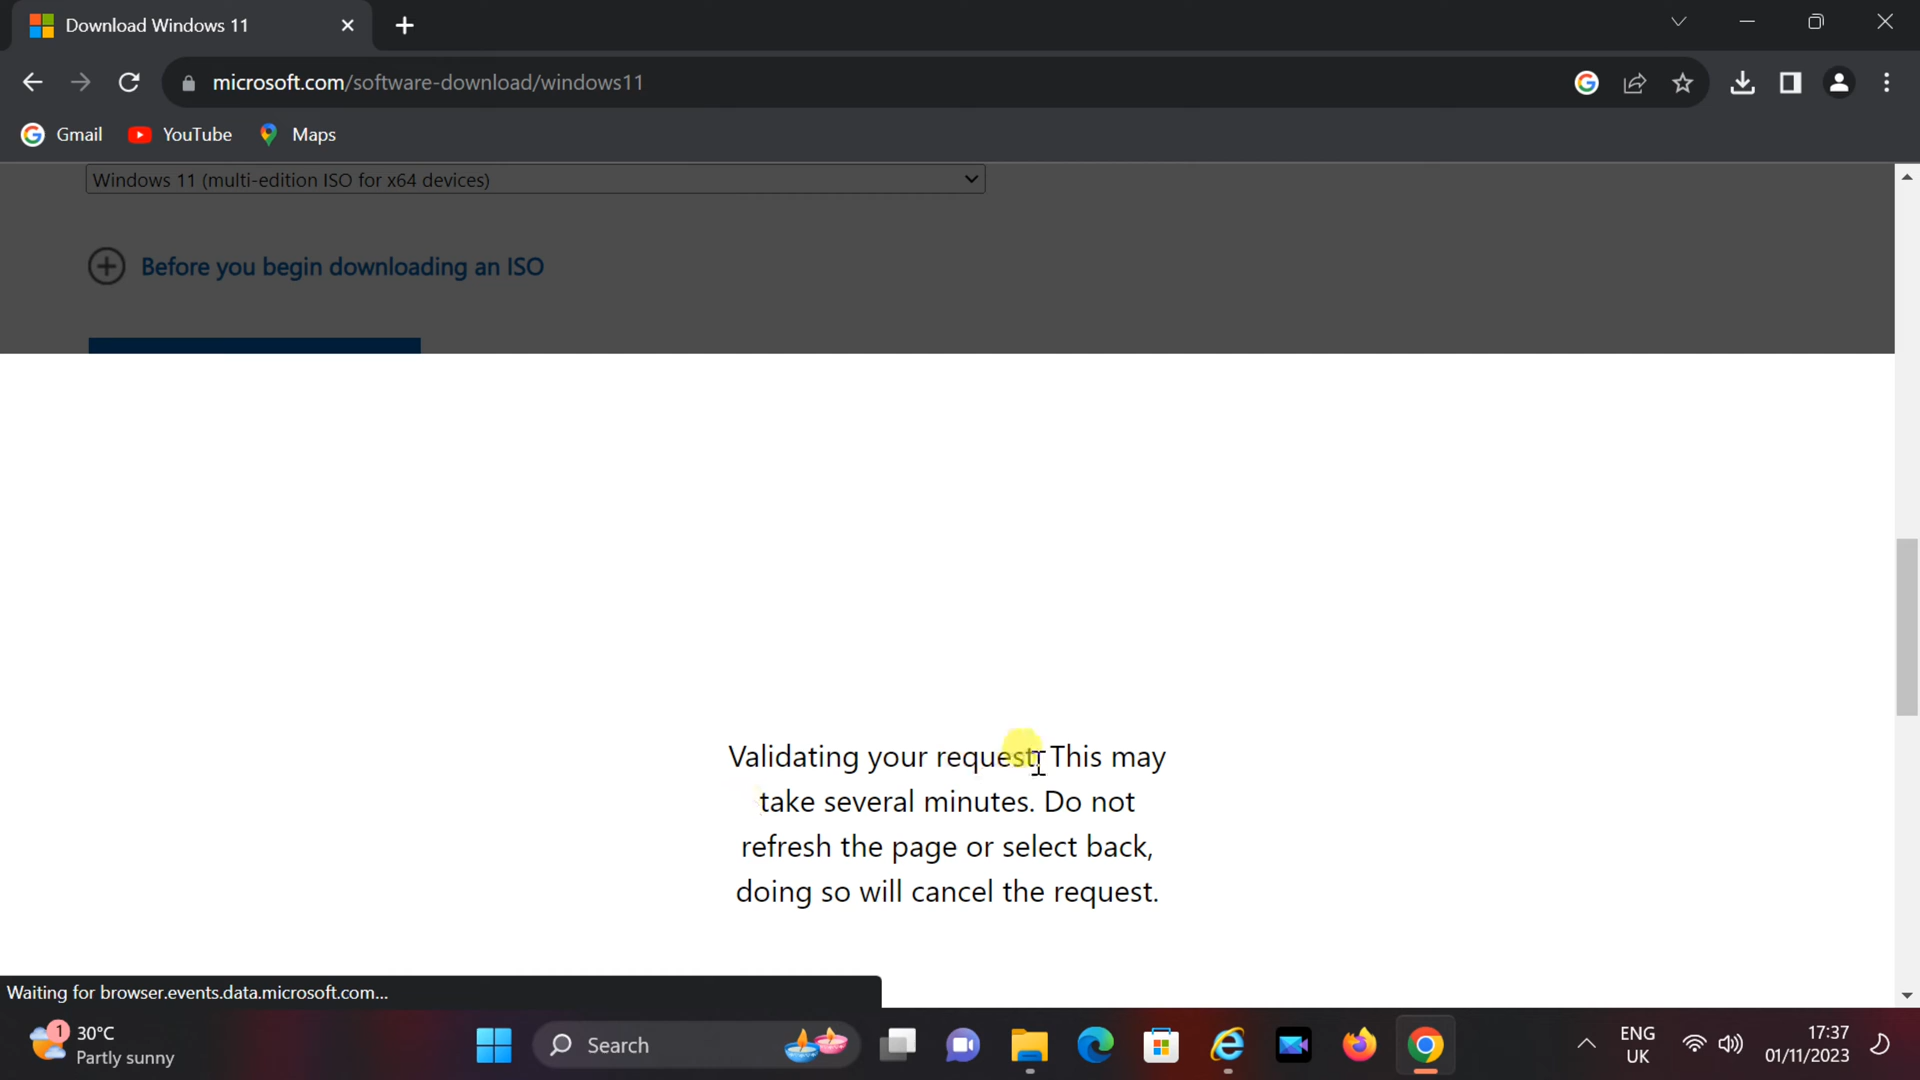 Download Windows 11
microsoft.com/software-download/windows11
Gmail YouTube Maps
Windows 11 (multi-edition ISO for x64 devices)
Before you begin downloading an ISO
Validating your request. This may
take several minutes. Do not
refresh the page or select back,
doing so will cancel the request.
Waiting for browser.events.data.microsoft.com...
1
30°C
Partly sunny
Search
ENG
UK
17:37
01/11/2023